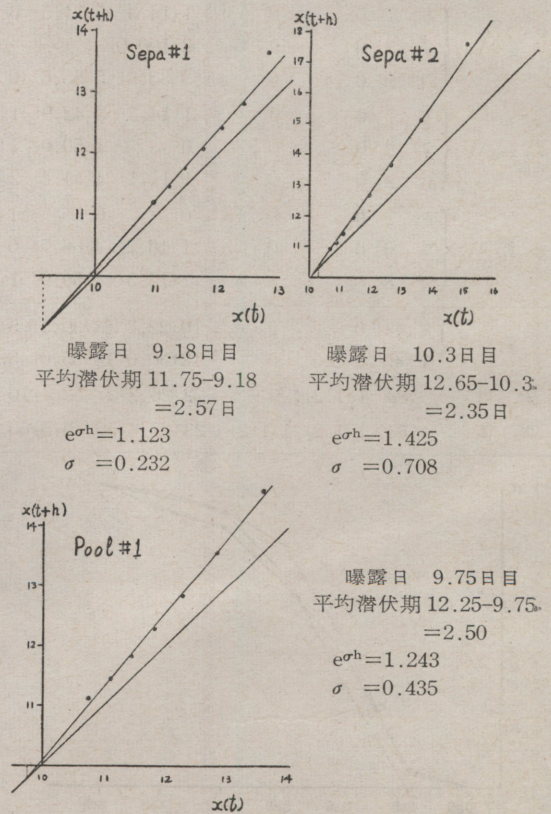 x(t+h)
14
13
12
11
10
11
12
13
x(t)
Sepa #1
x(t+h)
18
17
16
15
14
13
12
11
10
11
12
13
14
15
16
x(t)
Sepa #2
曝露日 9.18日目
平均潜伏期 11.75–9.18
=2.57日
e^σh=1.123
σ =0.232
曝露日 10.3日目
平均潜伏期 12.65–10.3
=2.35日
e^σh=1.425
σ =0.708
x(t+h)
14
13
12
11
10
11
12
13
14
x(t)
Pool #1
曝露日 9.75日目
平均潜伏期 12.25–9.75
=2.50
e^σh=1.243
σ =0.435